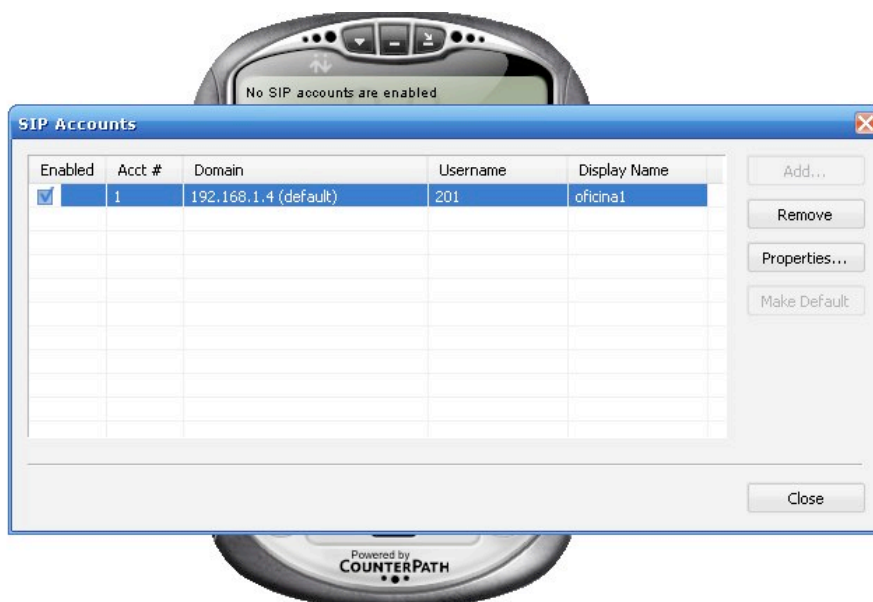 No SIP accounts are enabled
SIP Accounts
Enabled Acct # Domain Username Display Name
1 192.168.1.4 (default) 201 oficina1
Add...
Remove
Properties...
Make Default
Close
Powered by
COUNTERPATH